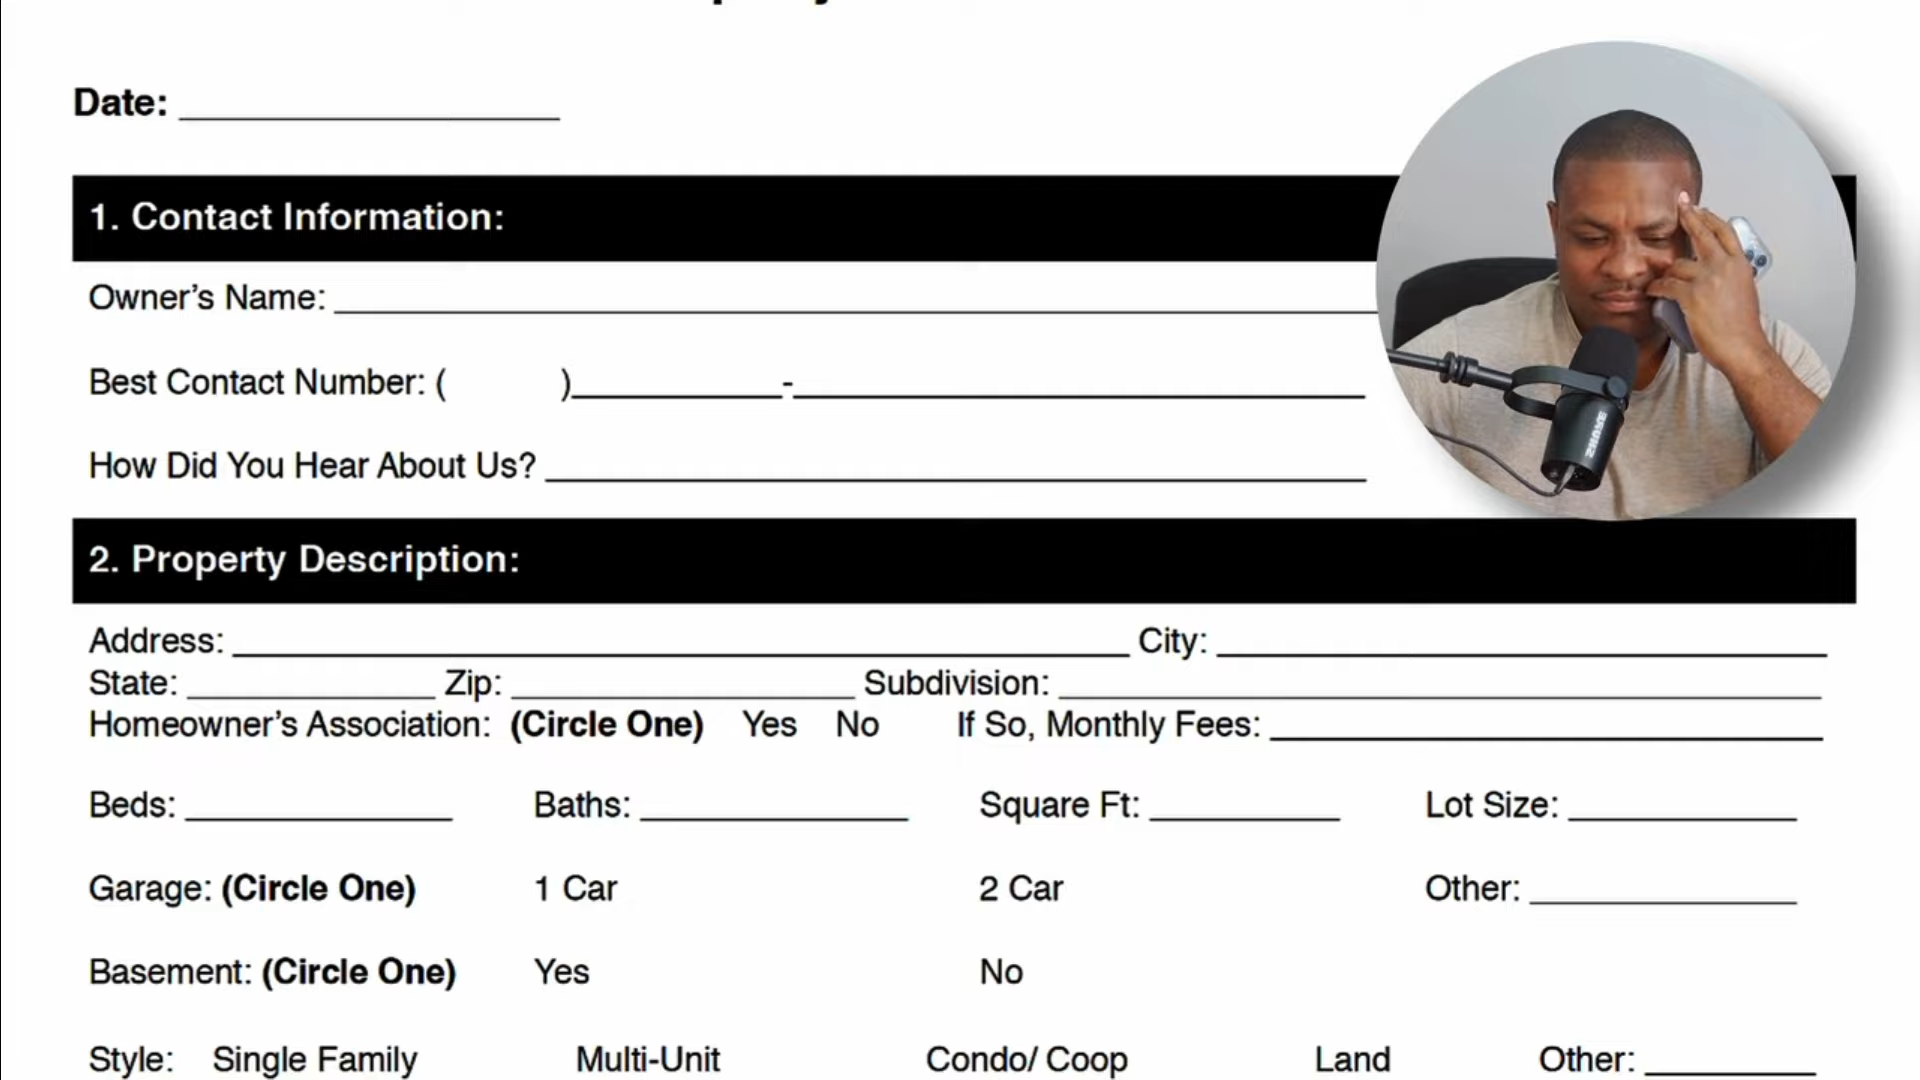 Date:
1. Contact Information:
Owner’s Name:
Best Contact Number: ( ) -
How Did You Hear About Us?
2. Property Description:
Address: City:
State: Zip: Subdivision:
Homeowner’s Association: (Circle One) Yes No If So, Monthly Fees:
Beds: Baths: Square Ft: Lot Size:
Garage: (Circle One) 1 Car 2 Car Other:
Basement: (Circle One) Yes No
Style: Single Family Multi-Unit Condo/ Coop Land Other:
SHURE